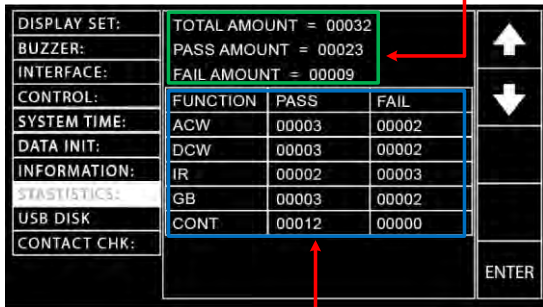 DISPLAY SET:
BUZZER:
INTERFACE:
CONTROL:
SYSTEM TIME:
DATA INIT:
INFORMATION:
STASTISTICS:
USB DISK
CONTACT CHK:
TOTAL AMOUNT = 00032
PASS AMOUNT = 00023
FAIL AMOUNT = 00009
FUNCTION PASS FAIL
ACW 00003 00002
DCW 00003 00002
IR 00002 00003
GB 00003 00002
CONT 00012 00000
ENTER